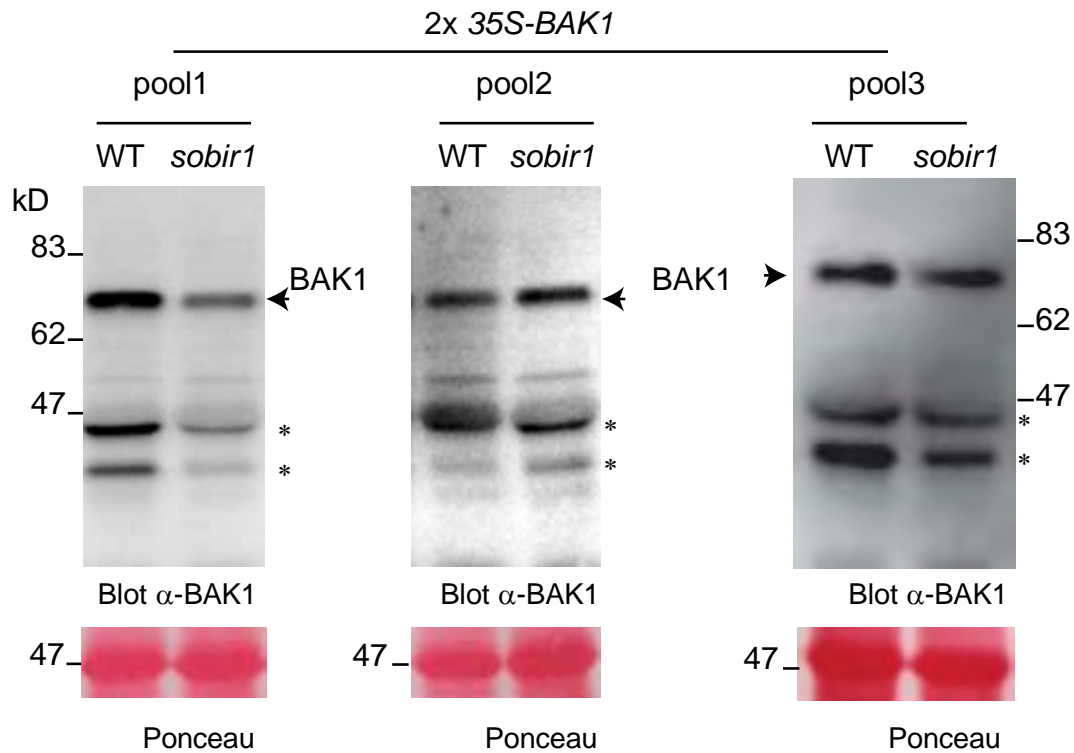 2x 35S-BAK1
pool1 pool2 pool3
WT sobir1 WT sobir1 WT sobir1
kD
83 83
BAK1 BAK1
62 62
47 47
* * *
* * *
Blot α-BAK1 Blot α-BAK1 Blot α-BAK1
47 47 47
Ponceau Ponceau Ponceau